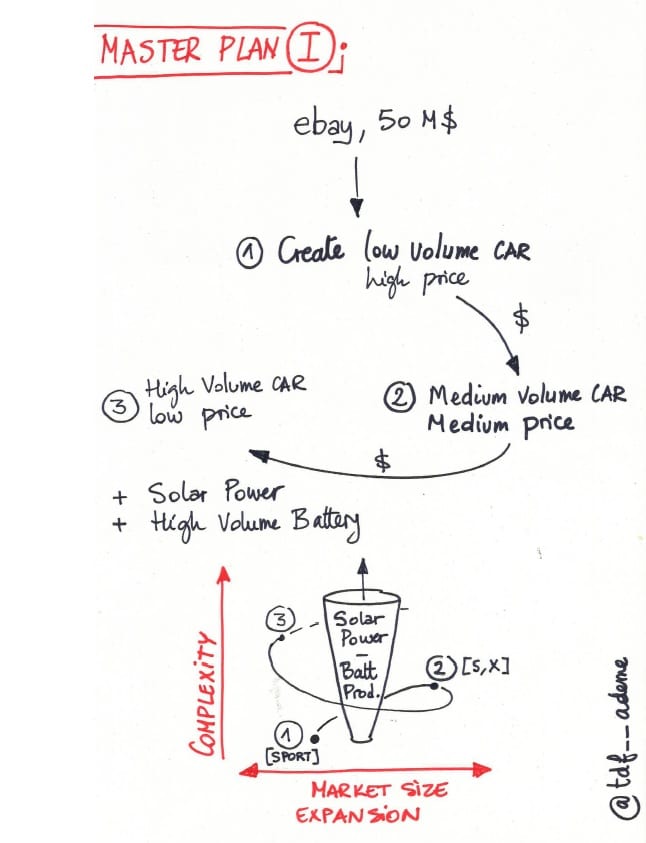 MASTER PLAN I;
ebay, 50 M$
1 Create low volume CAR
high price
$
2 Medium volume CAR
Medium price
3 High Volume CAR
low price
$
+ Solar Power
+ High Volume Battery
COMPLEXITY
3
Solar
Power
-
Batt
Prod.
2 [S,X]
1
[SPORT]
MARKET SIZE
EXPANSION
@tdf__ademe